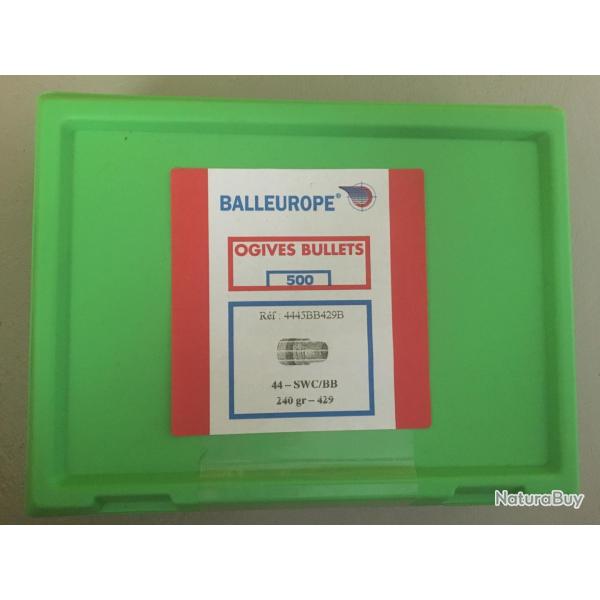 BALLEUROPE®
OGIVES BULLETS
500
Réf : 4445BB429B
44 – SWC/BB
240 gr – 429
NaturaBuy